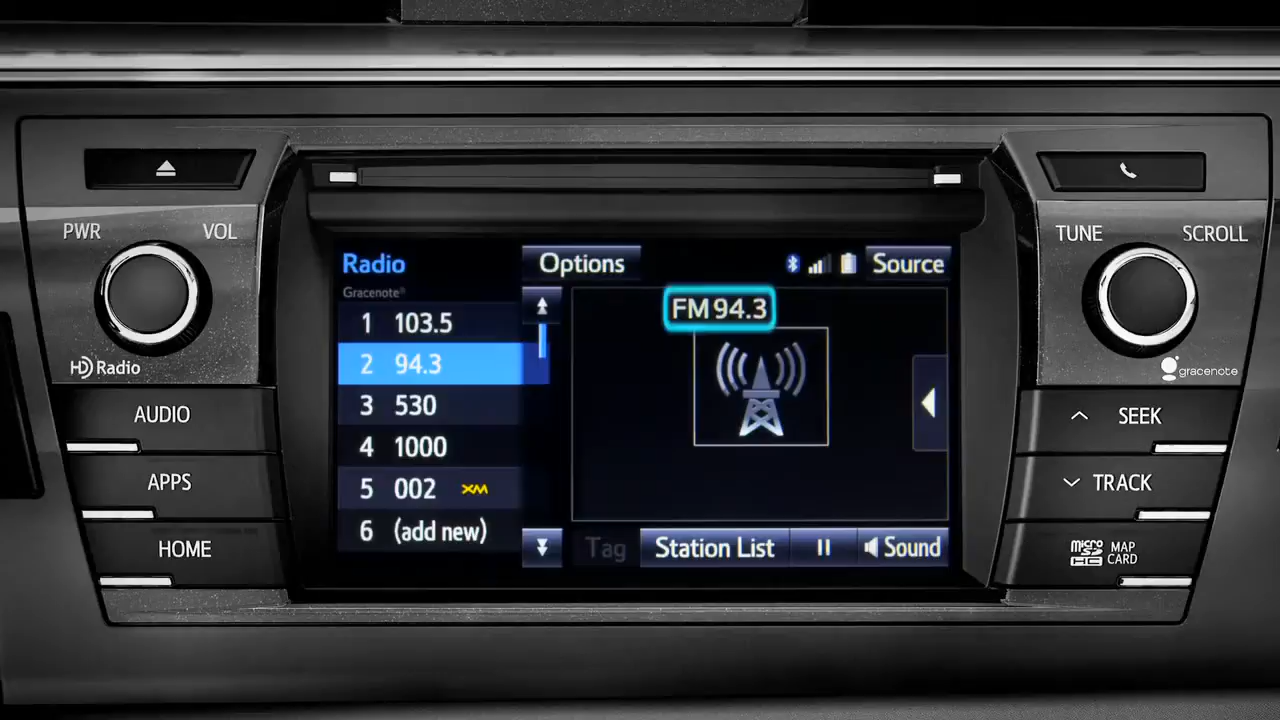 PWR
VOL
HD Radio
AUDIO
APPS
HOME
Radio
Gracenote®
1 103.5
2 94.3
3 530
4 1000
5 002 XM
6 (add new)
Options
Source
FM 94.3
Tag
Station List
Sound
TUNE
SCROLL
gracenote
SEEK
TRACK
micro SD HC
MAP
CARD